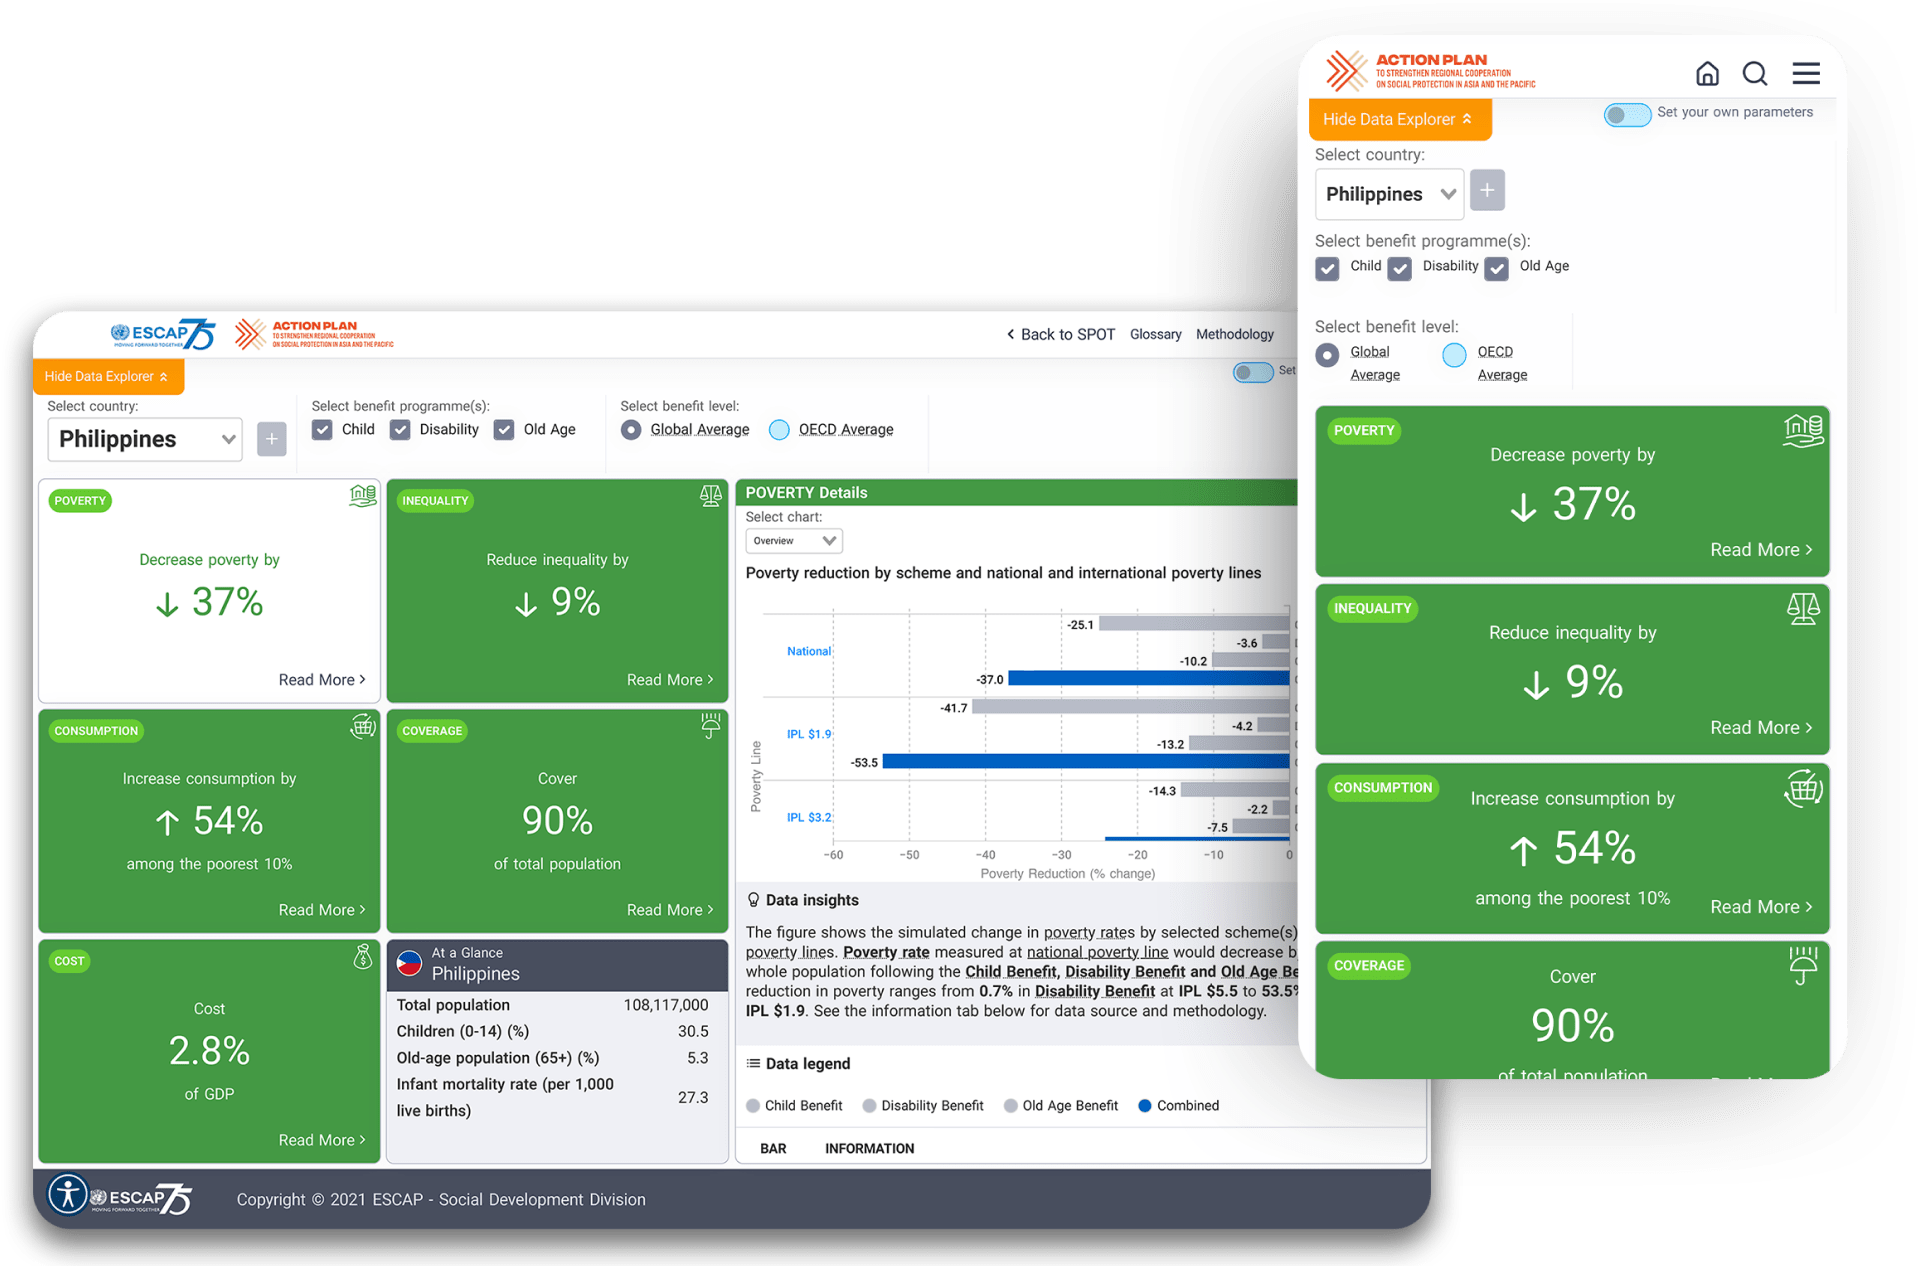 ESCAP 75
MOVING FORWARD TOGETHER
ACTION PLAN
TO STRENGTHEN REGIONAL COOPERATION
ON SOCIAL PROTECTION IN ASIA AND THE PACIFIC
Back to SPOT Glossary Methodology
Hide Data Explorer
Set
Select country:
Philippines
+
Select benefit programme(s):
Child Disability Old Age
Select benefit level:
Global Average OECD Average
POVERTY
Decrease poverty by
↓ 37%
Read More >
INEQUALITY
Reduce inequality by
↓ 9%
Read More >
CONSUMPTION
Increase consumption by
↑ 54%
among the poorest 10%
Read More >
COVERAGE
Cover
90%
of total population
Read More >
COST
Cost
2.8%
of GDP
Read More >
At a Glance
Philippines
Total population 108,117,000
Children (0-14) (%) 30.5
Old-age population (65+) (%) 5.3
Infant mortality rate (per 1,000
live births) 27.3
POVERTY Details
Select chart:
Overview
Poverty reduction by scheme and national and international poverty lines
Poverty Line
National
-25.1
-3.6
-10.2
-37.0
IPL $1.9
-41.7
-4.2
-13.2
-53.5
IPL $3.2
-14.3
-2.2
-7.5
−60 −50 −40 −30 −20 −10 0
Poverty Reduction (% change)
Data insights
The figure shows the simulated change in poverty rates by selected scheme(s)
poverty lines. Poverty rate measured at national poverty line would decrease b
whole population following the Child Benefit, Disability Benefit and Old Age Be
reduction in poverty ranges from 0.7% in Disability Benefit at IPL $5.5 to 53.5%
IPL $1.9. See the information tab below for data source and methodology.
Data legend
Child Benefit Disability Benefit Old Age Benefit Combined
BAR INFORMATION
ESCAP 75
MOVING FORWARD TOGETHER
Copyright © 2021 ESCAP - Social Development Division
ACTION PLAN
TO STRENGTHEN REGIONAL COOPERATION
ON SOCIAL PROTECTION IN ASIA AND THE PACIFIC
Hide Data Explorer
Set your own parameters
Select country:
Philippines
+
Select benefit programme(s):
Child Disability Old Age
Select benefit level:
Global OECD
Average Average
POVERTY
Decrease poverty by
↓ 37%
Read More >
INEQUALITY
Reduce inequality by
↓ 9%
Read More >
CONSUMPTION
Increase consumption by
↑ 54%
among the poorest 10%
Read More >
COVERAGE
Cover
90%
of total population